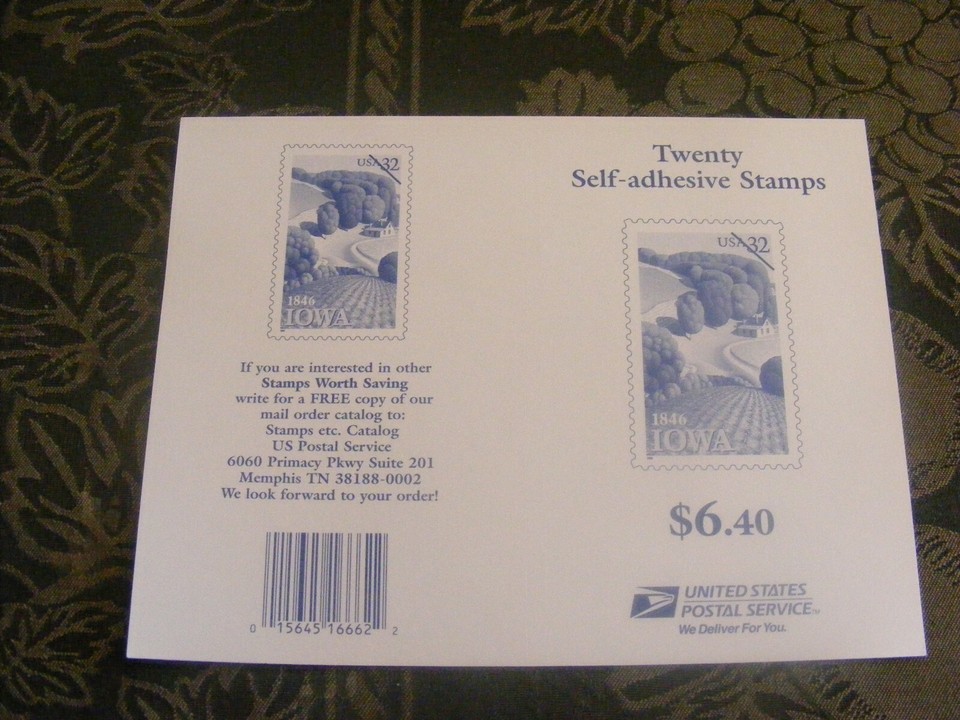 USA 32
1846
IOWA
If you are interested in other
Stamps Worth Saving
write for a FREE copy of our
mail order catalog to:
Stamps etc. Catalog
US Postal Service
6060 Primacy Pkwy Suite 201
Memphis TN 38188-0002
We look forward to your order!
0 15645 16662 2
Twenty
Self-adhesive Stamps
USA 32
1846
IOWA
$6.40
UNITED STATES
POSTAL SERVICE™
We Deliver For You.